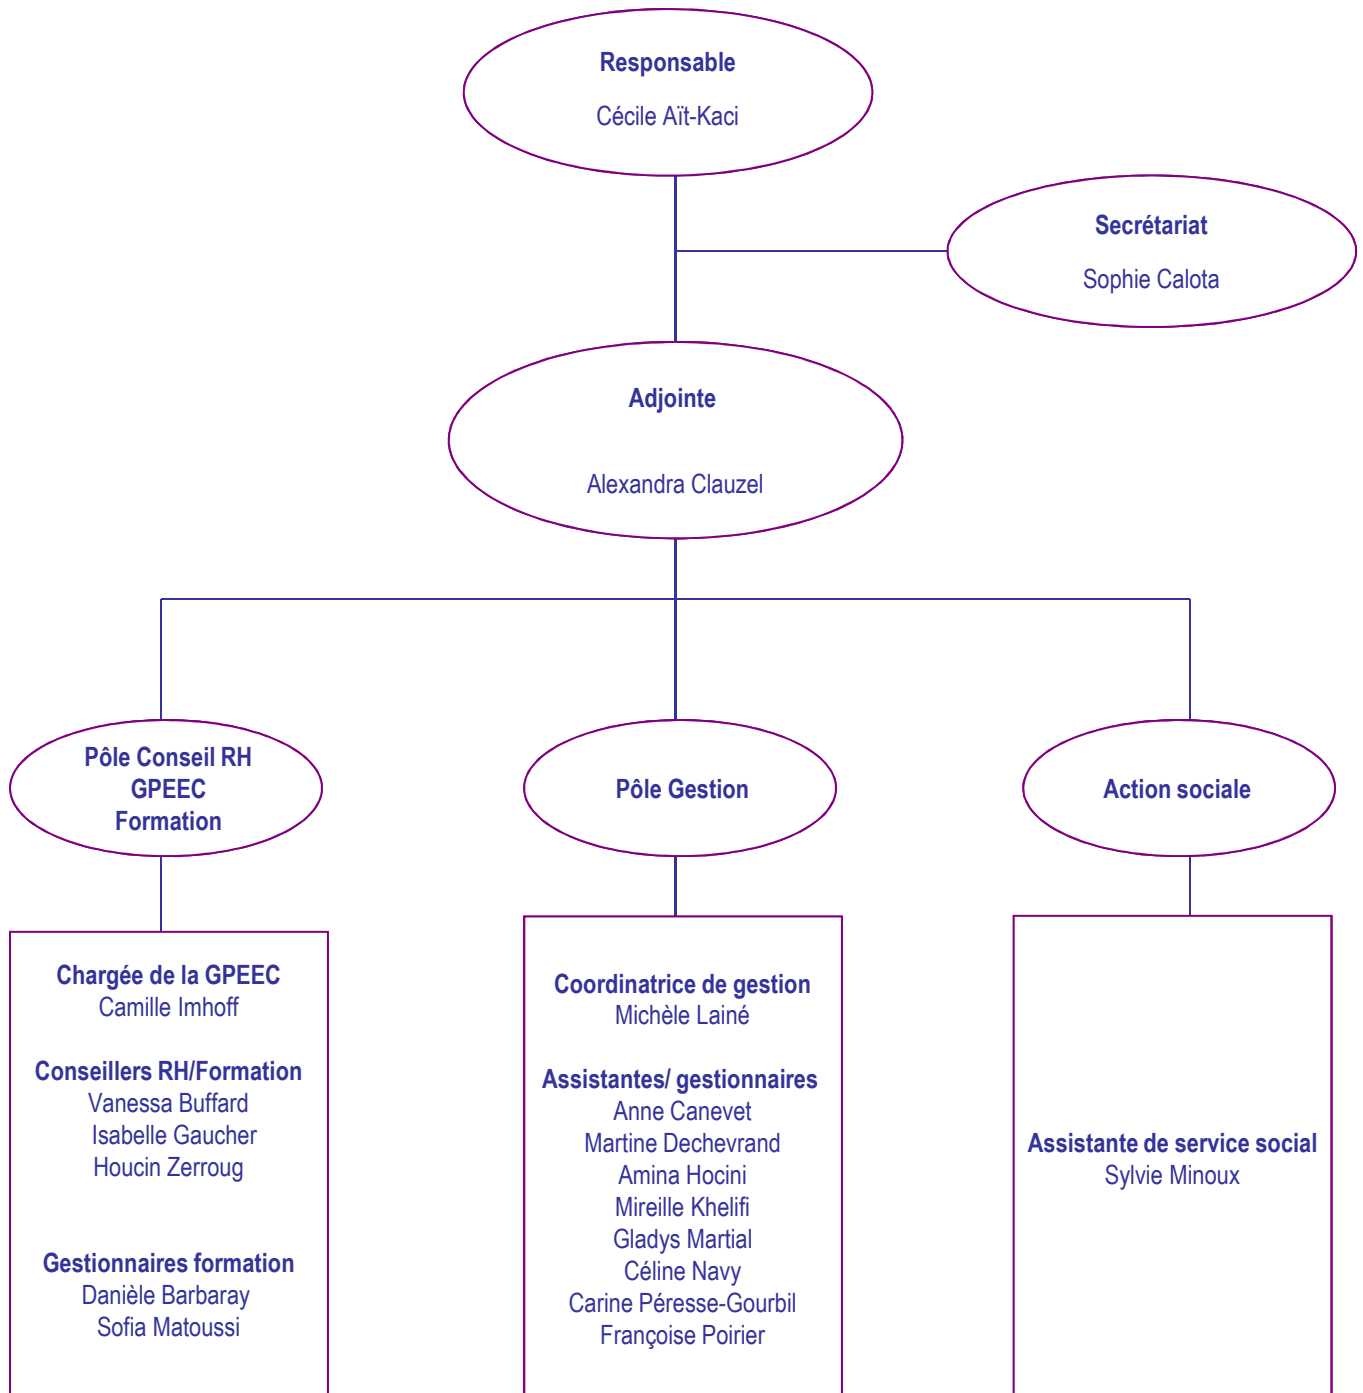 Responsable
Cécile Aït-Kaci
Secrétariat
Sophie Calota
Adjointe
Alexandra Clauzel
Pôle Conseil RH
GPEEC
Formation
Pôle Gestion
Action sociale
Chargée de la GPEEC
Camille Imhoff
Conseillers RH/Formation
Vanessa Buffard
Isabelle Gaucher
Houcin Zerroug
Gestionnaires formation
Danièle Barbaray
Sofia Matoussi
Coordinatrice de gestion
Michèle Lainé
Assistantes/ gestionnaires
Anne Canevet
Martine Dechevrand
Amina Hocini
Mireille Khelifi
Gladys Martial
Céline Navy
Carine Péresse-Gourbil
Françoise Poirier
Assistante de service social
Sylvie Minoux